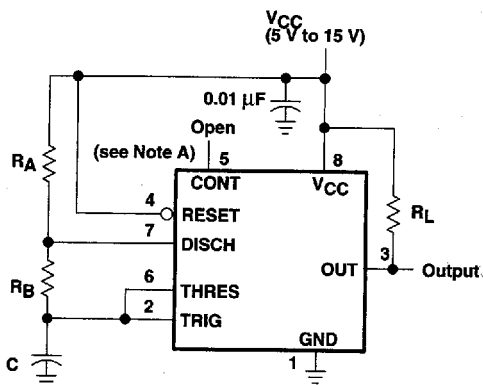 VCC
(5 V to 15 V)
0.01 µF
Open
(see Note A)
5
8
RA
CONT
VCC
4
RESET
RL
7
DISCH
3
OUT
Output
RB
6
THRES
2
TRIG
GND
1
C